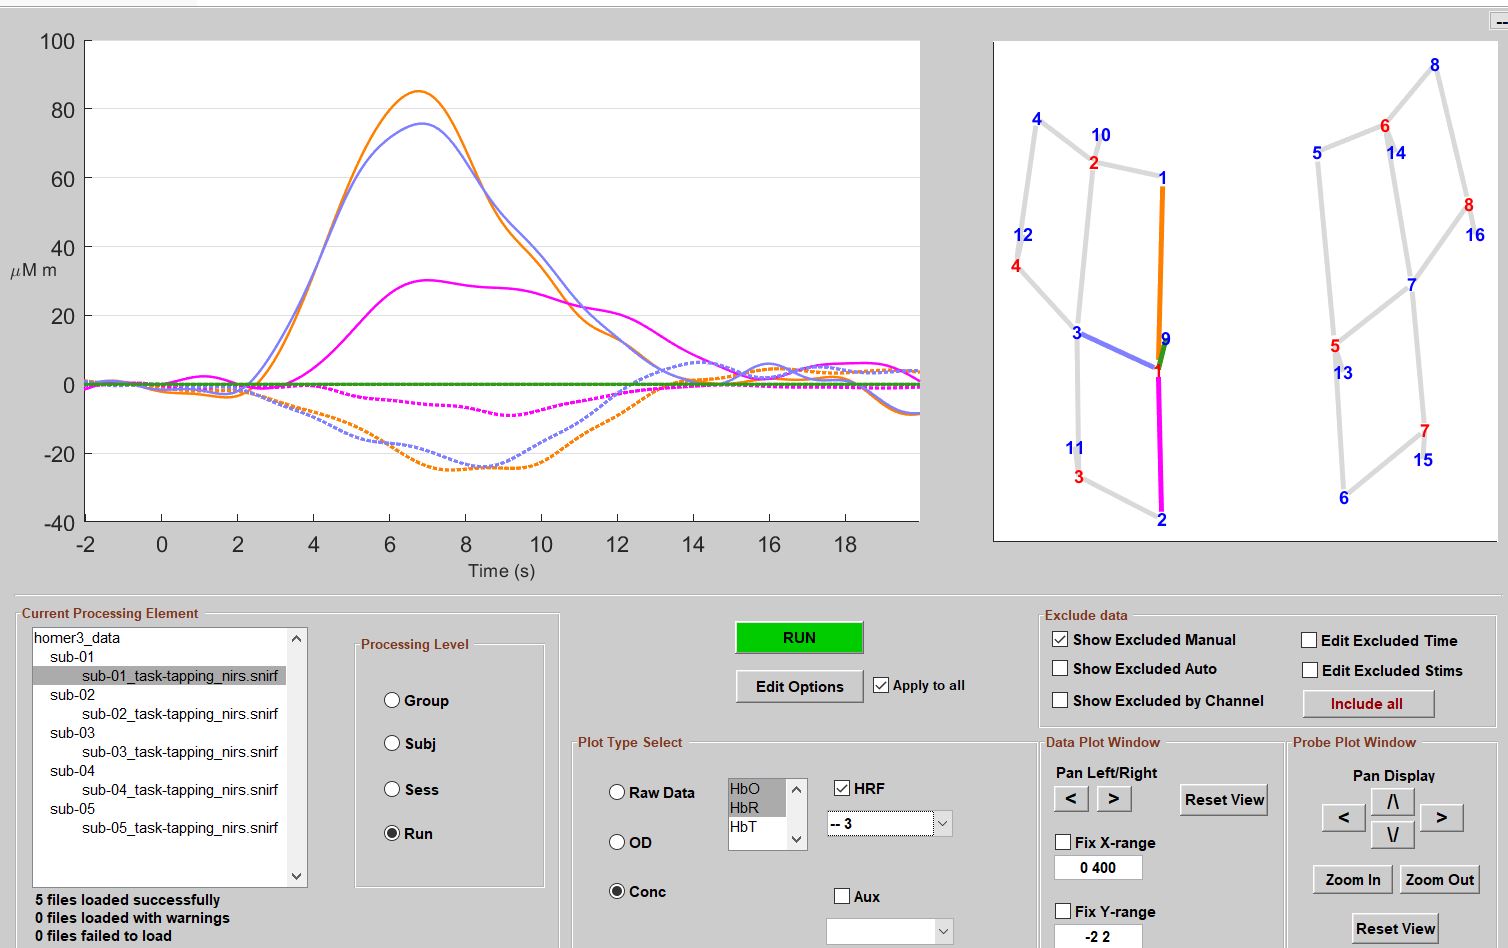 --
100
80
60
40
20
0
-20
-40
μM m
-2 0 2 4 6 8 10 12 14 16 18
Time (s)
8
4
10
6
2
5
14
1
8
12
16
4
7
3
9
5
1
13
7
11
15
3
6
2
Current Processing Element
homer3_data
sub-01
sub-01_task-tapping_nirs.snirf
sub-02
sub-02_task-tapping_nirs.snirf
sub-03
sub-03_task-tapping_nirs.snirf
sub-04
sub-04_task-tapping_nirs.snirf
sub-05
sub-05_task-tapping_nirs.snirf
5 files loaded successfully
0 files loaded with warnings
0 files failed to load
Processing Level
Group
Subj
Sess
Run
RUN
Edit Options
Apply to all
Plot Type Select
Raw Data
OD
Conc
HbO
HbR
HbT
HRF
-- 3
Aux
Exclude data
Show Excluded Manual
Show Excluded Auto
Show Excluded by Channel
Edit Excluded Time
Edit Excluded Stims
Include all
Data Plot Window
Pan Left/Right
< >
Reset View
Fix X-range
0 400
Fix Y-range
-2 2
Probe Plot Window
Pan Display
/\
< >
\/
Zoom In
Zoom Out
Reset View